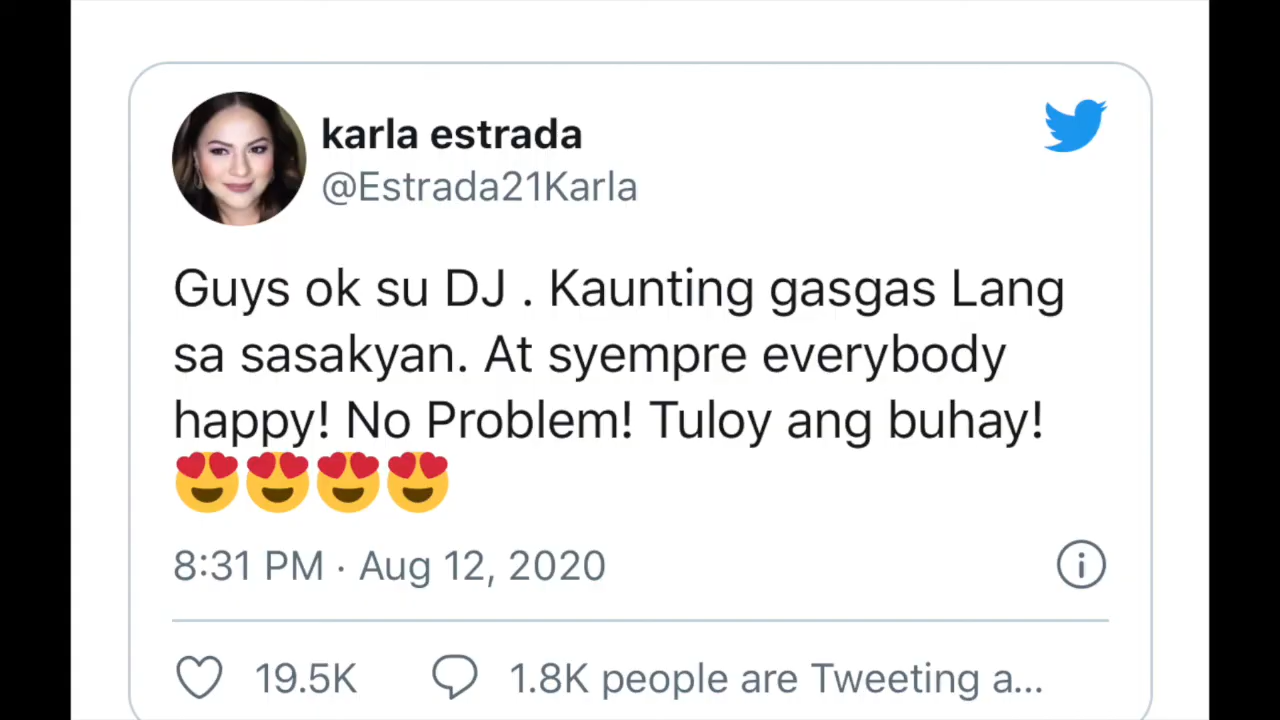 karla estrada
@Estrada21Karla
Guys ok su DJ . Kaunting gasgas Lang
sa sasakyan. At syempre everybody
happy! No Problem! Tuloy ang buhay!
😍😍😍😍
8:31 PM · Aug 12, 2020
19.5K 1.8K people are Tweeting a...